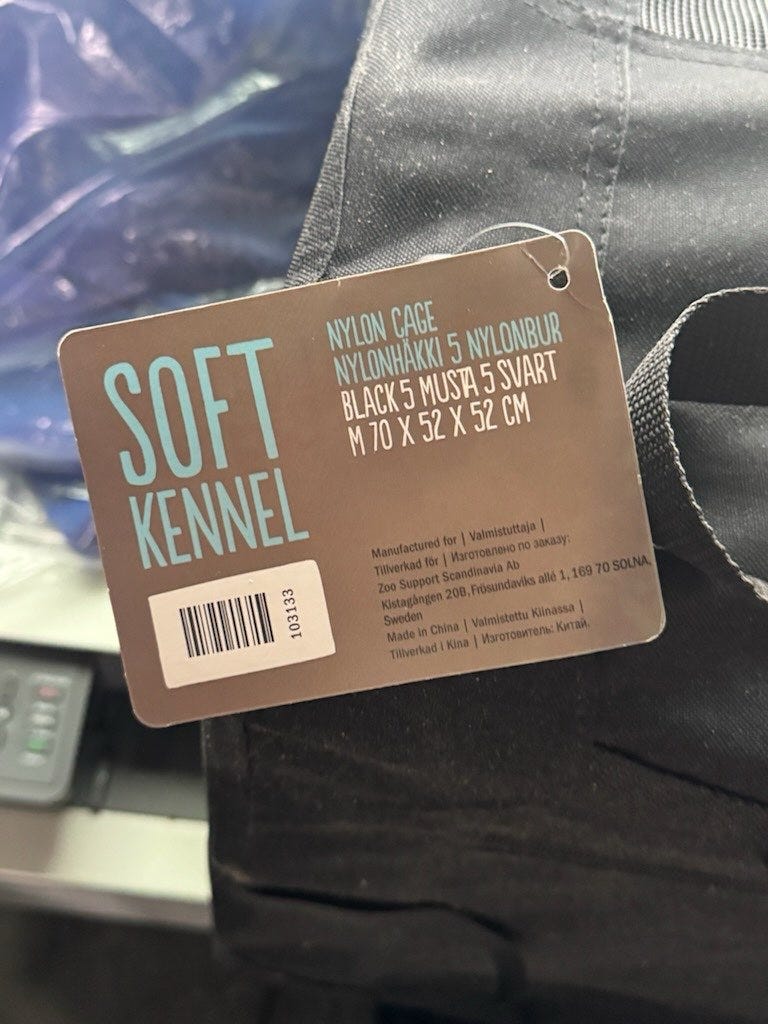 SOFT
KENNEL
NYLON CAGE
NYLONHÄKKI 5 NYLONBUR
BLACK 5 MUSTA 5 SVART
M 70 X 52 X 52 CM
103133
Manufactured for | Valmistuttaja |
Tillverkad för | Изготовлено по заказу:
Zoo Support Scandinavia Ab
Kistagången 20B, Frösundaviks allé 1, 169 70 SOLNA,
Sweden
Made in China | Valmistettu Kiinassa |
Tillverkad i Kina | Изготовитель: Китай.